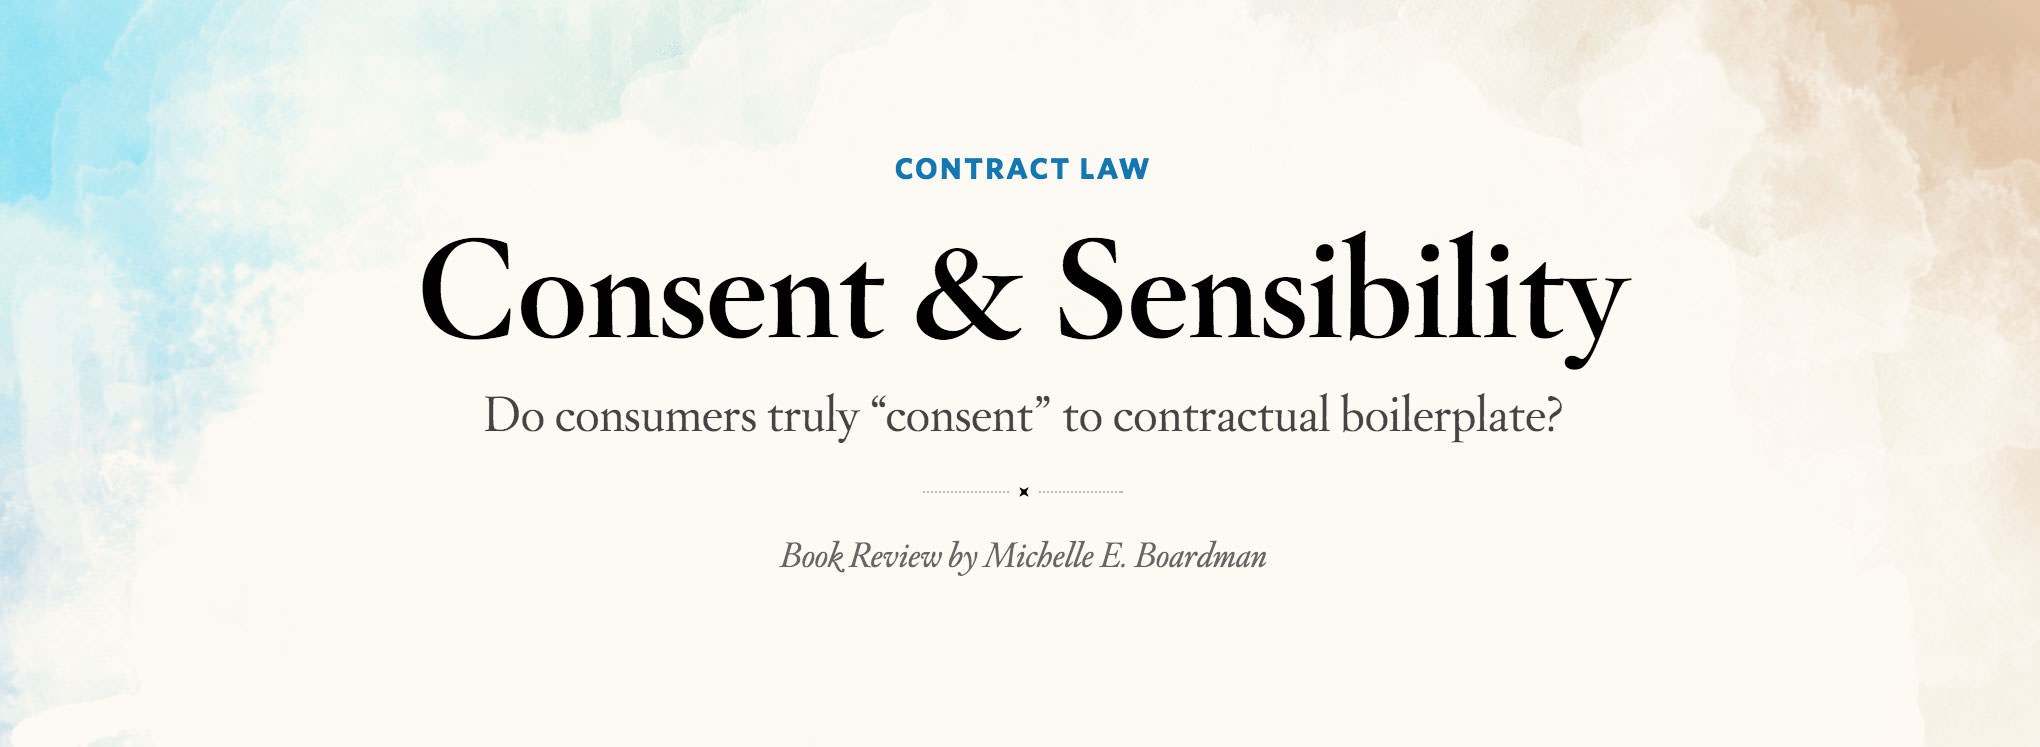 CONTRACT LAW
Consent & Sensibility
Do consumers truly “consent” to contractual boilerplate?
Book Review by Michelle E. Boardman